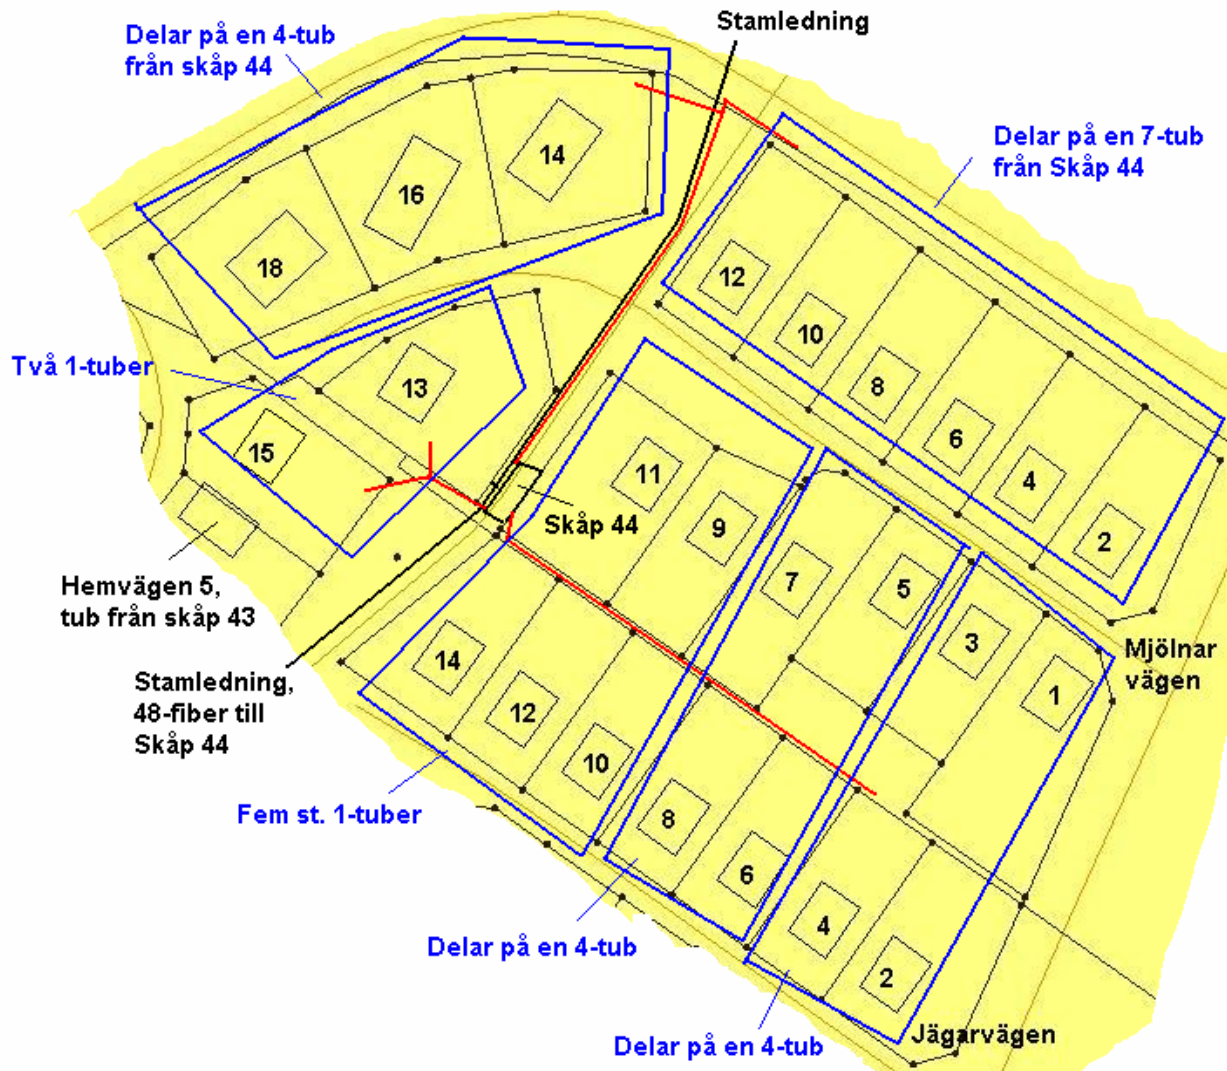 Stamledning
Delar på en 4-tub
från skåp 44
Delar på en 7-tub
från Skåp 44
14
16
18
12
10
8
6
4
2
Två 1-tuber
13
15
11
9
Skåp 44
7
5
3
1
Hemvägen 5,
tub från skåp 43
Mjölnar
vägen
Stamledning,
48-fiber till
Skåp 44
14
12
10
8
6
4
2
Fem st. 1-tuber
Delar på en 4-tub
Delar på en 4-tub
Jägarvägen